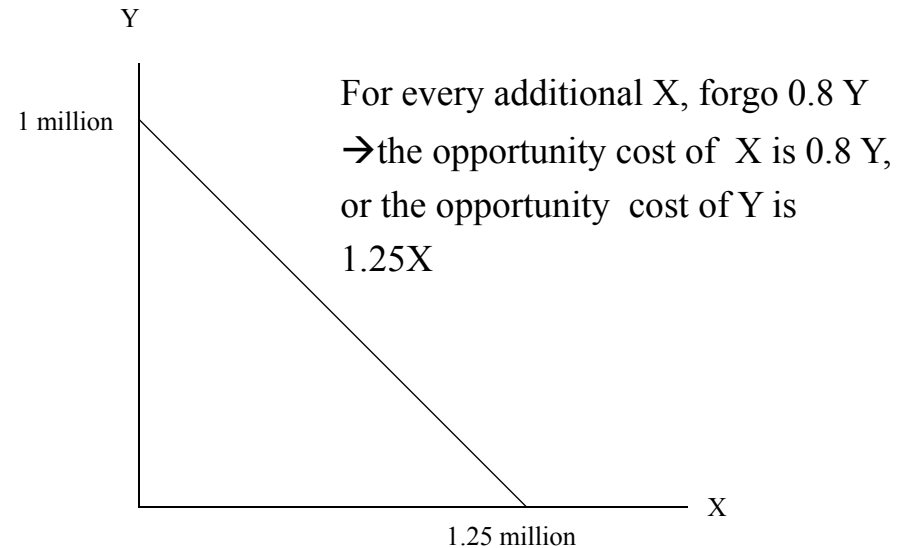 Y
1 million
For every additional X, forgo 0.8 Y
→the opportunity cost of X is 0.8 Y,
or the opportunity cost of Y is
1.25X
X
1.25 million